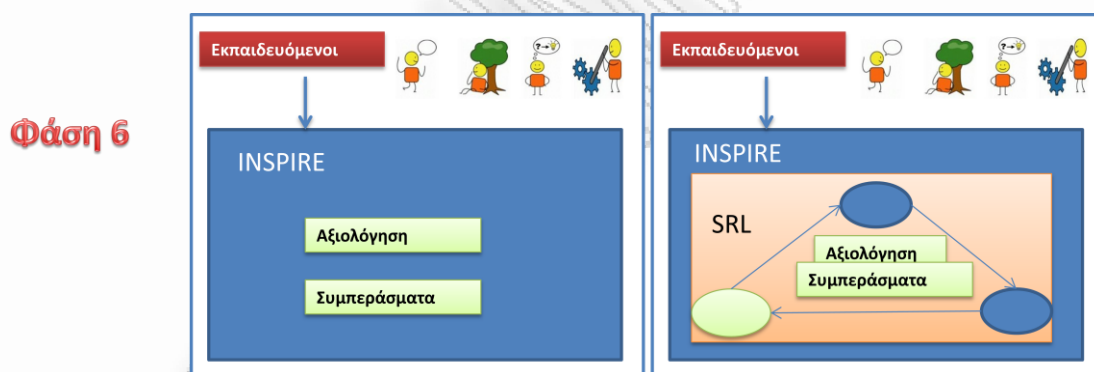 Φάση 6
Εκπαιδευόμενοι
INSPIRE
Αξιολόγηση
Συμπεράσματα
Εκπαιδευόμενοι
INSPIRE
SRL
Αξιολόγηση
Συμπεράσματα